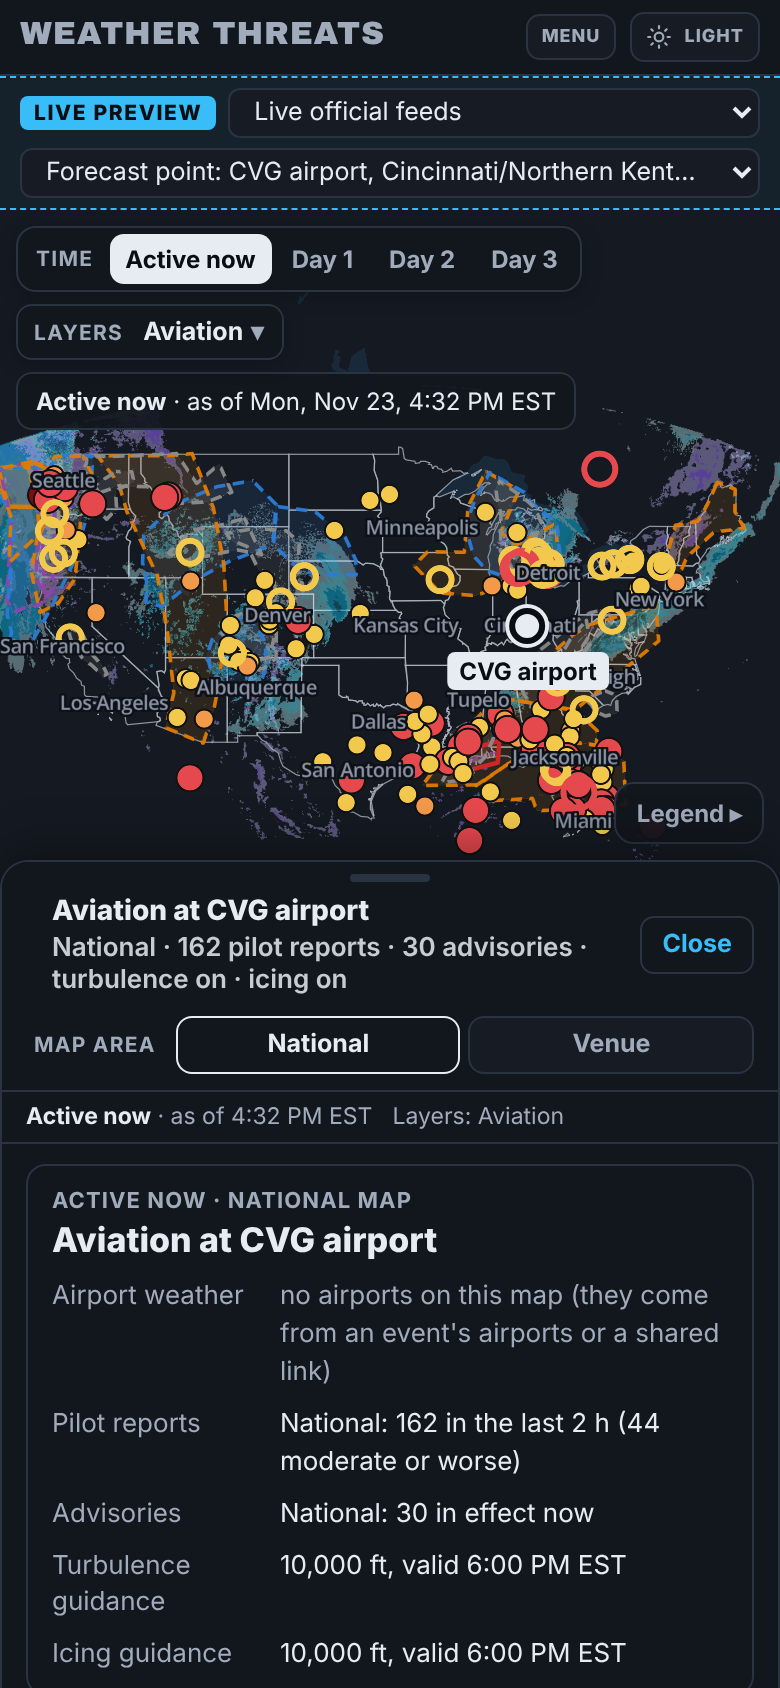 WEATHER THREATS
MENU
LIGHT
LIVE PREVIEW
Live official feeds
Forecast point: CVG airport, Cincinnati/Northern Kent...
TIME
Active now
Day 1
Day 2
Day 3
LAYERS
Aviation ▾
Active now · as of Mon, Nov 23, 4:32 PM EST
Seattle
Minneapolis
Detroit
New York
Denver
Kansas City
San Francisco
CVG airport
Albuquerque
Los Angeles
Tupelo
Dallas
Jacksonville
San Antonio
Miami
Legend ▸
Aviation at CVG airport
National · 162 pilot reports · 30 advisories ·
turbulence on · icing on
Close
MAP AREA
National
Venue
Active now · as of 4:32 PM EST Layers: Aviation
ACTIVE NOW · NATIONAL MAP
Aviation at CVG airport
Airport weather
no airports on this map (they come
from an event's airports or a shared
link)
Pilot reports
National: 162 in the last 2 h (44
moderate or worse)
Advisories
National: 30 in effect now
Turbulence
guidance
10,000 ft, valid 6:00 PM EST
Icing guidance
10,000 ft, valid 6:00 PM EST